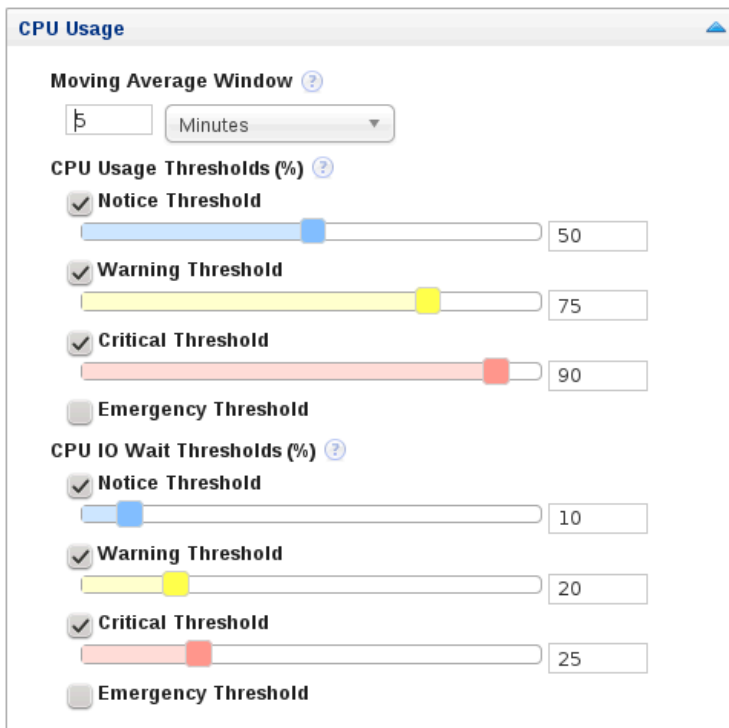 CPU Usage
Moving Average Window ?
5 Minutes
CPU Usage Thresholds (%) ?
Notice Threshold
50
Warning Threshold
75
Critical Threshold
90
Emergency Threshold
CPU IO Wait Thresholds (%) ?
Notice Threshold
10
Warning Threshold
20
Critical Threshold
25
Emergency Threshold